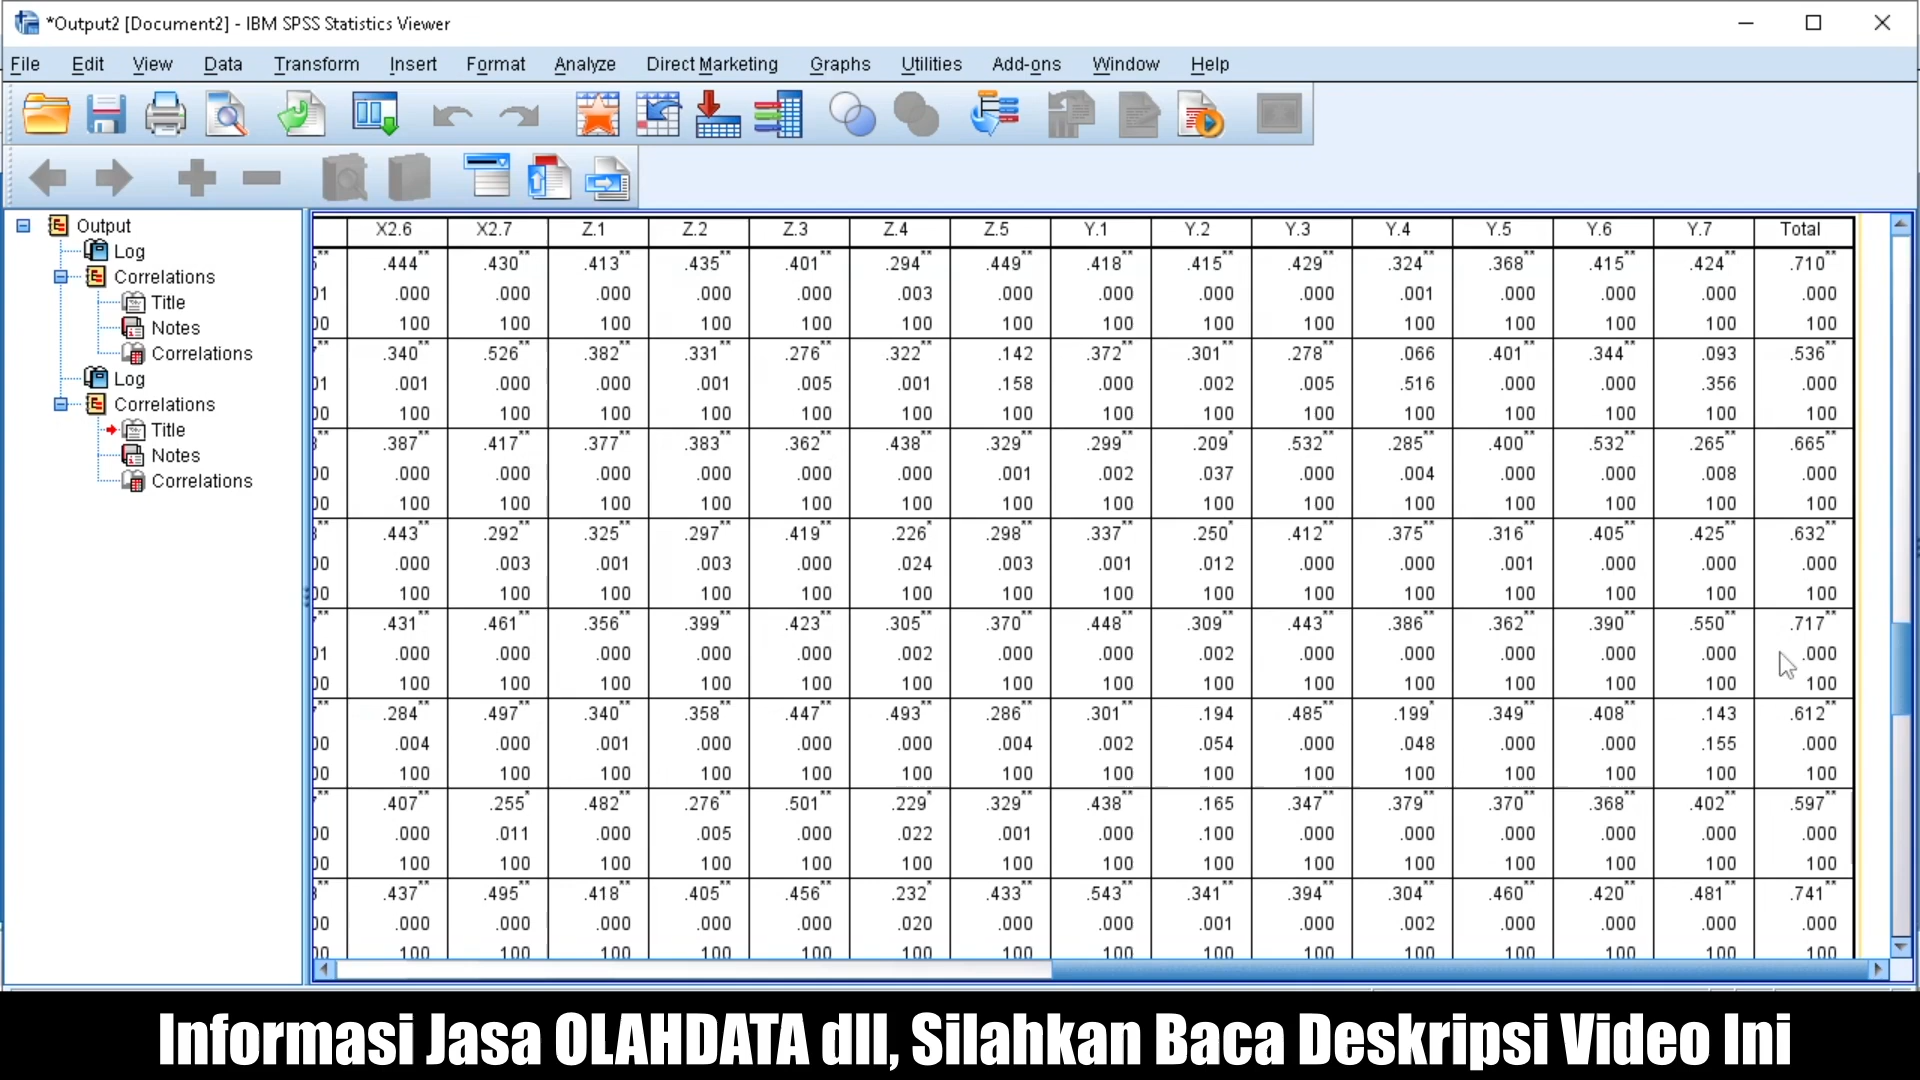 *Output2 [Document2] - IBM SPSS Statistics Viewer
File Edit View Data Transform Insert Format Analyze Direct Marketing Graphs Utilities Add-ons Window Help
Output
Log
Correlations
Title
Notes
Correlations
Log
Correlations
Title
Notes
Correlations
X2.6 X2.7 Z.1 Z.2 Z.3 Z.4 Z.5 Y.1 Y.2 Y.3 Y.4 Y.5 Y.6 Y.7 Total
.444** .430** .413** .435** .401** .294** .449** .418** .415** .429** .324** .368** .415** .424** .710**
.000 .000 .000 .000 .000 .003 .000 .000 .000 .000 .001 .000 .000 .000 .000
100 100 100 100 100 100 100 100 100 100 100 100 100 100 100
.340** .526** .382** .331** .276** .322** .142 .372** .301** .278** .066 .401** .344** .093 .536**
.001 .000 .000 .001 .005 .001 .158 .000 .002 .005 .516 .000 .000 .356 .000
100 100 100 100 100 100 100 100 100 100 100 100 100 100 100
.387** .417** .377** .383** .362** .438** .329** .299** .209* .532** .285** .400** .532** .265** .665**
.000 .000 .000 .000 .000 .000 .001 .002 .037 .000 .004 .000 .000 .008 .000
100 100 100 100 100 100 100 100 100 100 100 100 100 100 100
.443** .292** .325** .297** .419** .226* .298** .337** .250* .412** .375** .316** .405** .425** .632**
.000 .003 .001 .003 .000 .024 .003 .001 .012 .000 .000 .001 .000 .000 .000
100 100 100 100 100 100 100 100 100 100 100 100 100 100 100
.431** .461** .356** .399** .423** .305** .370** .448** .309** .443** .386** .362** .390** .550** .717**
.000 .000 .000 .000 .000 .002 .000 .000 .002 .000 .000 .000 .000 .000 .000
100 100 100 100 100 100 100 100 100 100 100 100 100 100 100
.284** .497** .340** .358** .447** .493** .286** .301** .194 .485** .199* .349** .408** .143 .612**
.004 .000 .001 .000 .000 .000 .004 .002 .054 .000 .048 .000 .000 .155 .000
100 100 100 100 100 100 100 100 100 100 100 100 100 100 100
.407** .255* .482** .276** .501** .229* .329** .438** .165 .347** .379** .370** .368** .402** .597**
.000 .011 .000 .005 .000 .022 .001 .000 .100 .000 .000 .000 .000 .000 .000
100 100 100 100 100 100 100 100 100 100 100 100 100 100 100
.437** .495** .418** .405** .456** .232* .433** .543** .341** .394** .304** .460** .420** .481** .741**
.000 .000 .000 .000 .000 .020 .000 .000 .001 .000 .002 .000 .000 .000 .000
100 100 100 100 100 100 100 100 100 100 100 100 100 100 100
Informasi Jasa OLAHDATA dll, Silahkan Baca Deskripsi Video Ini